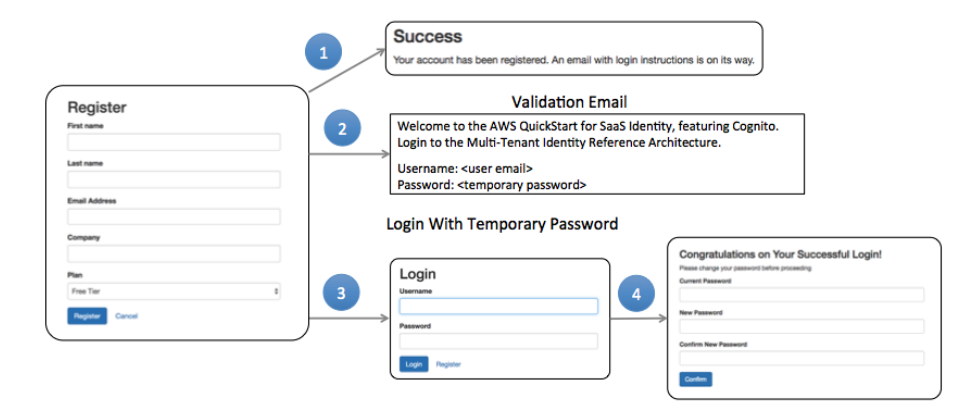 Register
First name
Last name
Email Address
Company
Plan
Free Tier
Register Cancel
1
Success
Your account has been registered. An email with login instructions is on its way.
2
Validation Email
Welcome to the AWS QuickStart for SaaS Identity, featuring Cognito.
Login to the Multi-Tenant Identity Reference Architecture.
Username: <user email>
Password: <temporary password>
Login With Temporary Password
3
Login
Username
Password
Login Register
4
Congratulations on Your Successful Login!
Please change your password before proceeding
Current Password
New Password
Confirm New Password
Confirm